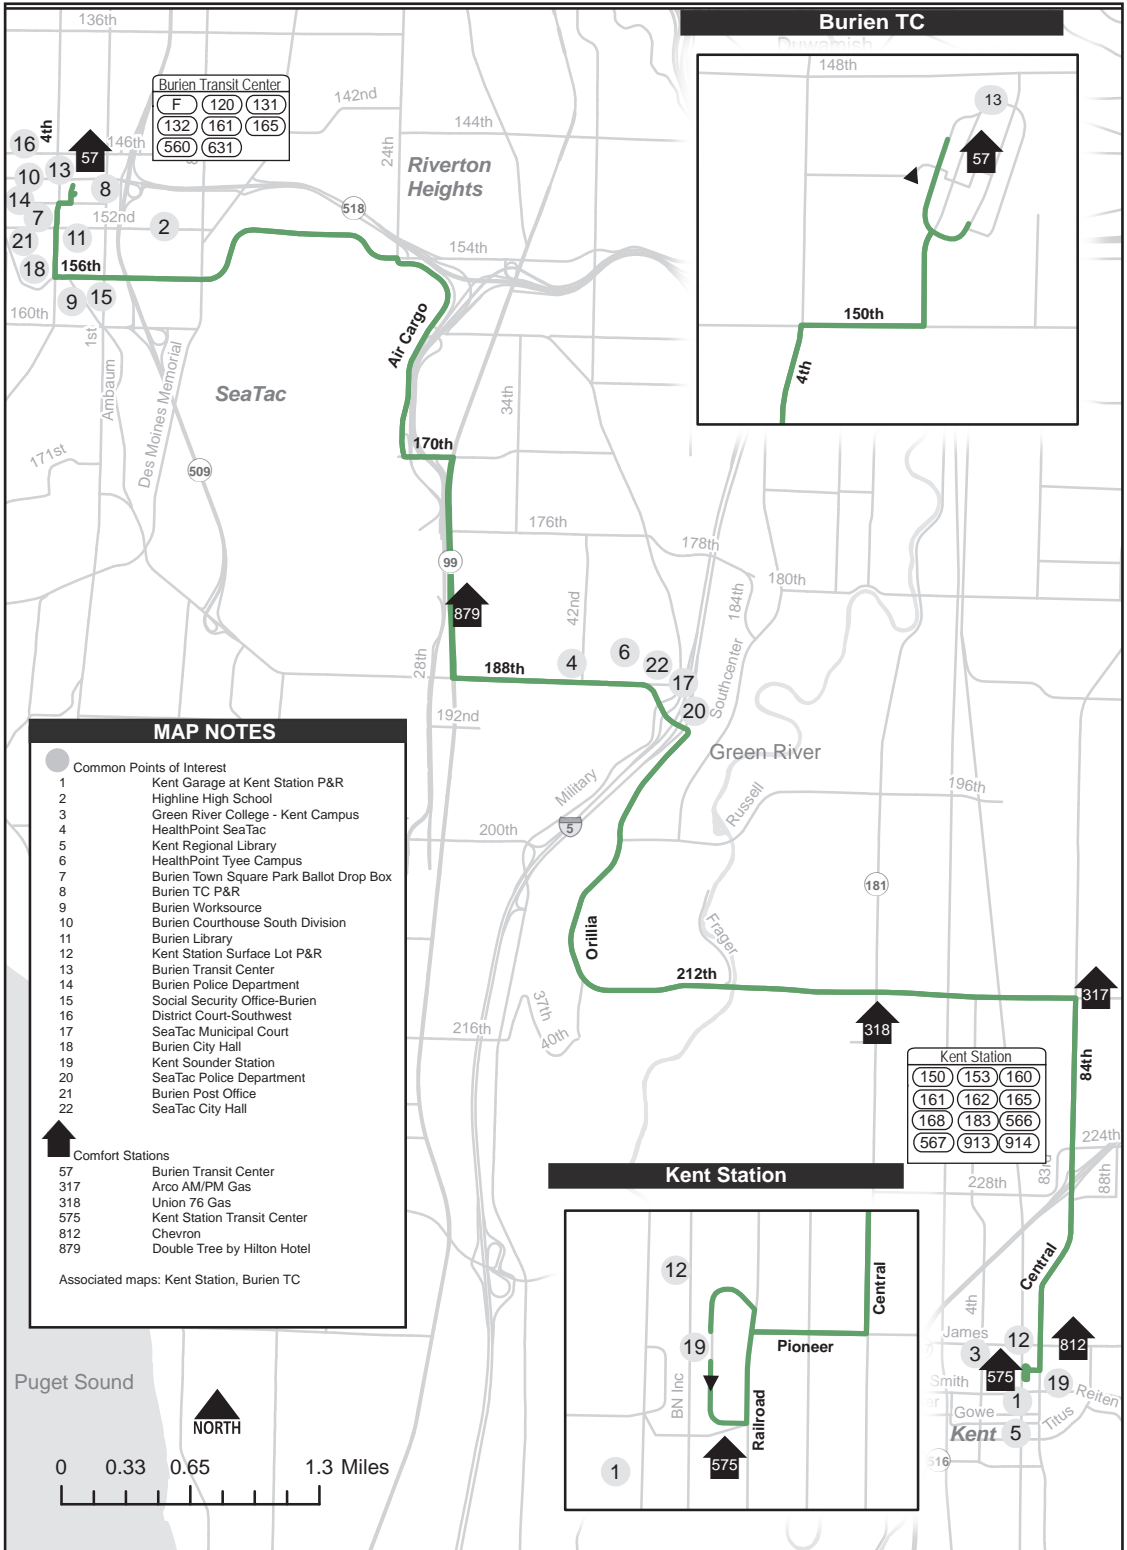 136th
Burien TC
Duwamish
148th
13
57
150th
4th
Burien Transit Center
F 120 131
132 161 165
560 631
142nd
144th
24th
4th
16
57
146th
Riverton
Heights
10
13
8
14
518
7
152nd
2
21
11
154th
18
156th
9
15
160th
1st
Air Cargo
Ambaum
Des Moines Memorial
SeaTac
34th
170th
171st
509
176th
178th
99
180th
184th
42nd
879
28th
188th
4
6
22
17
Southcenter
20
192nd
Green River
MAP NOTES
Common Points of Interest
1 Kent Garage at Kent Station P&R
2 Highline High School
3 Green River College - Kent Campus
4 HealthPoint SeaTac
5 Kent Regional Library
6 HealthPoint Tyee Campus
7 Burien Town Square Park Ballot Drop Box
8 Burien TC P&R
9 Burien Worksource
10 Burien Courthouse South Division
11 Burien Library
12 Kent Station Surface Lot P&R
13 Burien Transit Center
14 Burien Police Department
15 Social Security Office-Burien
16 District Court-Southwest
17 SeaTac Municipal Court
18 Burien City Hall
19 Kent Sounder Station
20 SeaTac Police Department
21 Burien Post Office
22 SeaTac City Hall
Comfort Stations
57 Burien Transit Center
317 Arco AM/PM Gas
318 Union 76 Gas
575 Kent Station Transit Center
812 Chevron
879 Double Tree by Hilton Hotel
Associated maps: Kent Station, Burien TC
Military
Russell
196th
200th
5
181
Orillia
Frager
212th
317
37th
40th
216th
318
84th
Kent Station
150 153 160
161 162 165
168 183 566
567 913 914
224th
83rd
88th
228th
Kent Station
12
Central
19
Pioneer
BN Inc
Railroad
575
1
Central
4th
James
12
812
3
575
Smith
19
Reiten
1
Gowe
Titus
Kent
5
516
Puget Sound
NORTH
0 0.33 0.65 1.3 Miles